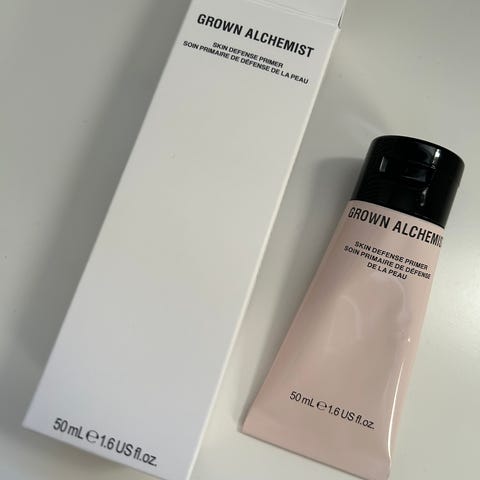 GROWN ALCHEMIST
SKIN DEFENSE PRIMER
SOIN PRIMAIRE DE DÉFENSE DE LA PEAU
50 mL ℮ 1.6 US fl.oz.
GROWN ALCHEMIST
SKIN DEFENSE PRIMER
SOIN PRIMAIRE DE DÉFENSE
DE LA PEAU
50 mL ℮ 1.6 US fl.oz.